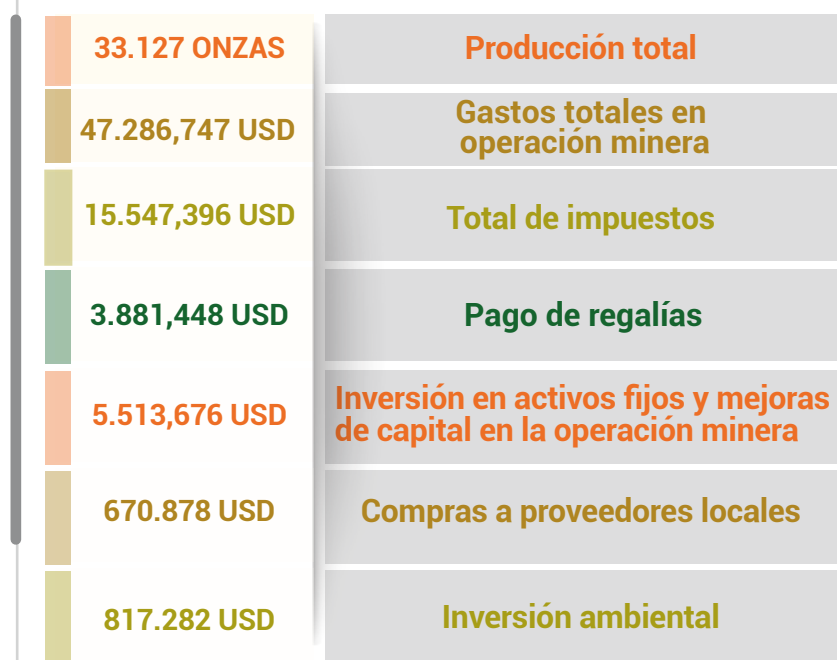 33.127 ONZAS
Producción total
47.286,747 USD
Gastos totales en
operación minera
15.547,396 USD
Total de impuestos
3.881,448 USD
Pago de regalías
5.513,676 USD
Inversión en activos fijos y mejoras
de capital en la operación minera
670.878 USD
Compras a proveedores locales
817.282 USD
Inversión ambiental